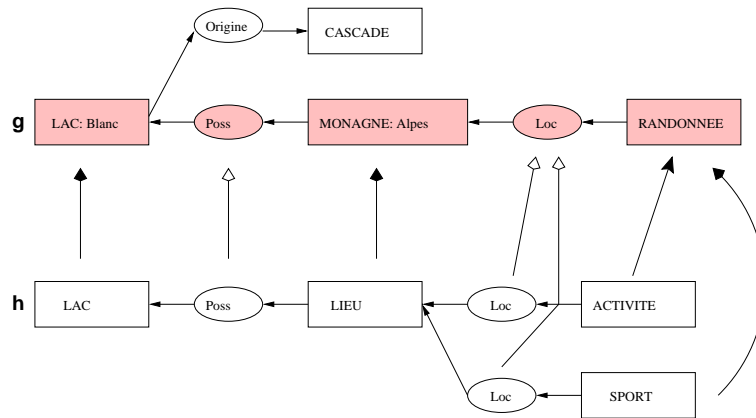 Origine CASCADE
g LAC: Blanc Poss MONAGNE: Alpes Loc RANDONNEE
h LAC Poss LIEU Loc ACTIVITE
Loc SPORT